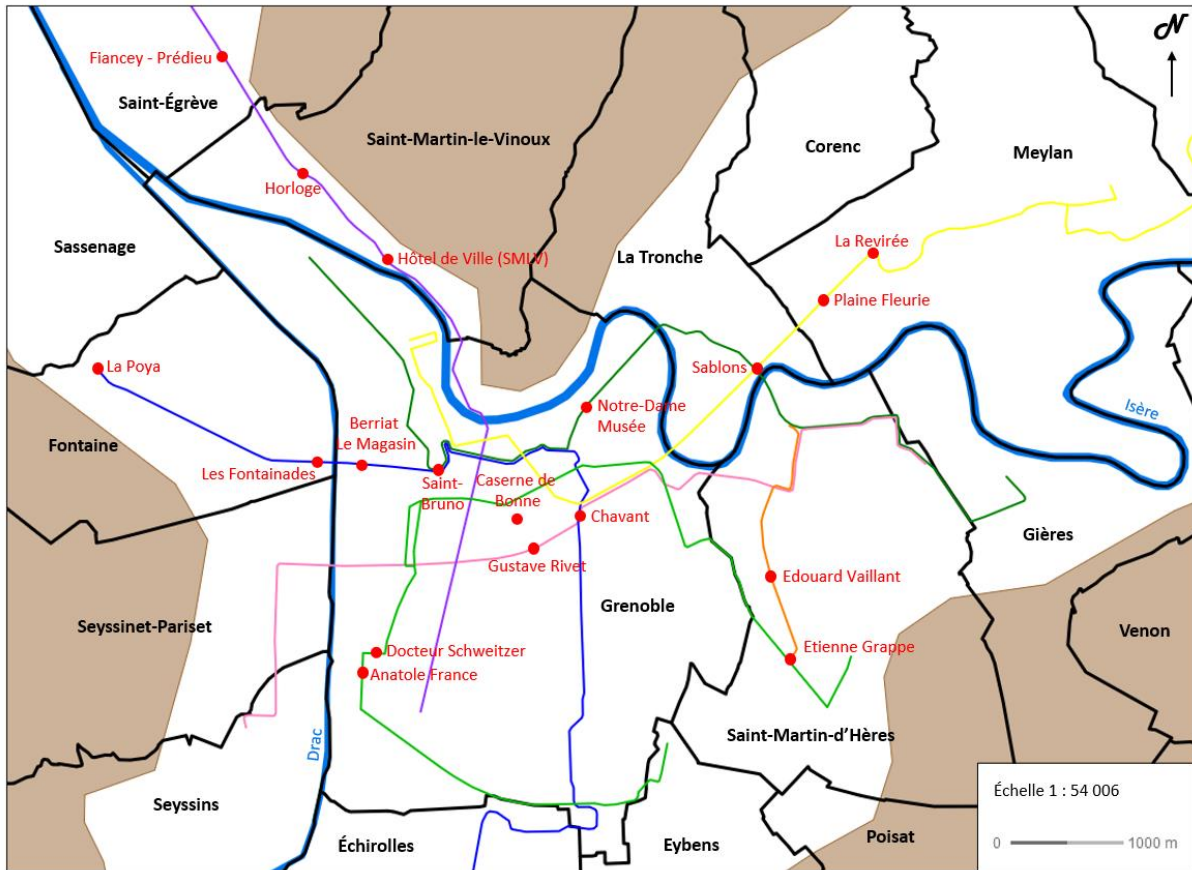 N
Fiancey - Prédieu
Saint-Égrève
Saint-Martin-le-Vinoux
Corenc
Meylan
Horloge
Sassenage
La Revirée
Hôtel de Ville (SMLV)
La Tronche
Plaine Fleurie
La Poya
Sablons
Notre-Dame
Musée
Isère
Berriat
Le Magasin
Fontaine
Les Fontainades
Saint-
Bruno
Caserne de
Bonne
Chavant
Gières
Gustave Rivet
Edouard Vaillant
Grenoble
Seyssinet-Pariset
Venon
Docteur Schweitzer
Etienne Grappe
Anatole France
Drac
Saint-Martin-d'Hères
Seyssins
Échelle 1 : 54 006
Échirolles
Eybens
Poisat
0 1000 m